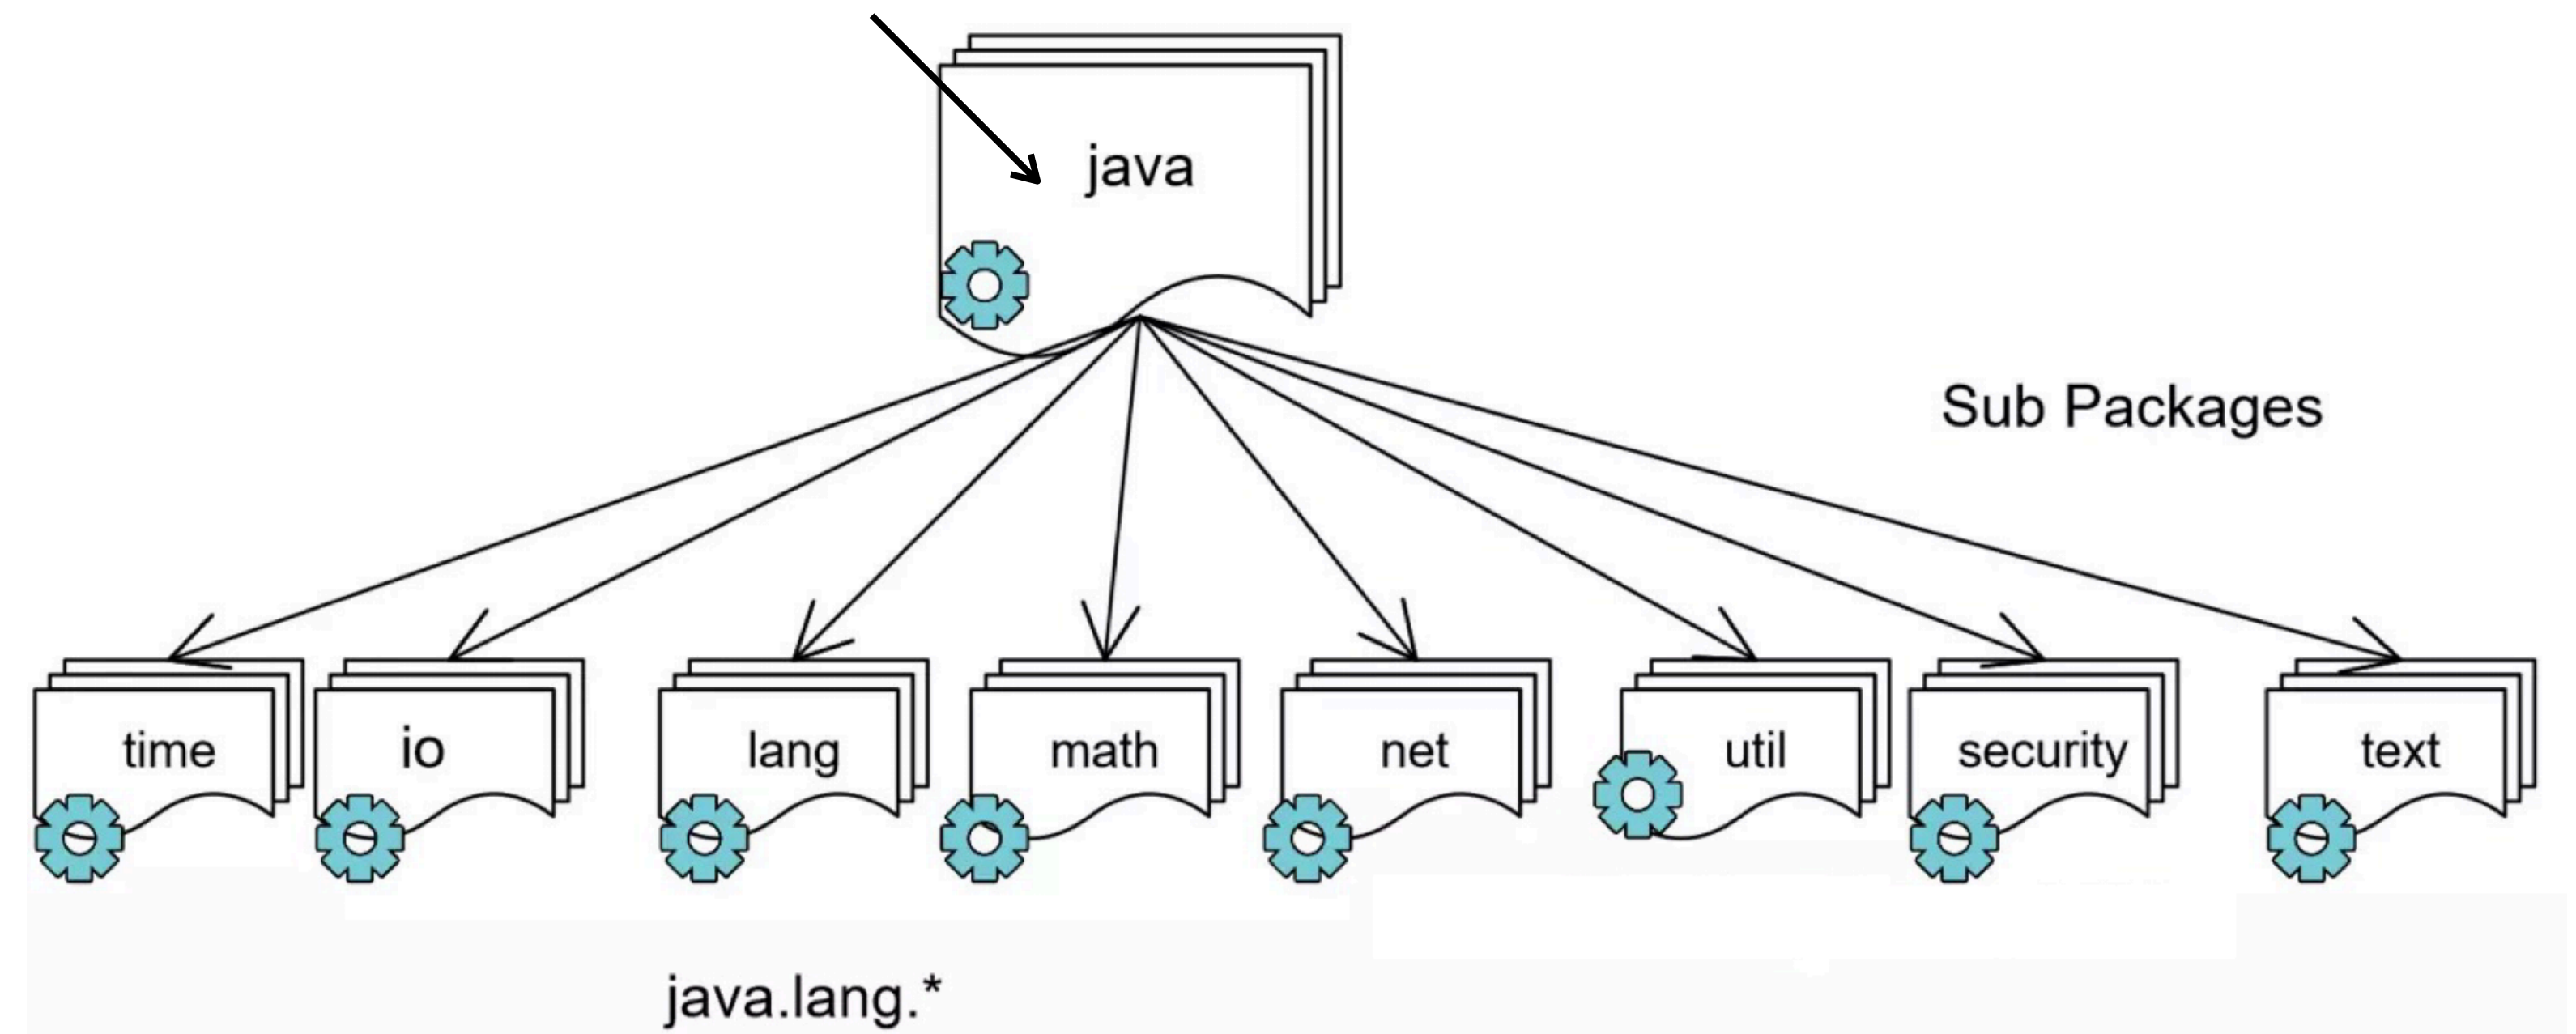 java
Sub Packages
time
io
lang
math
net
util
security
text
java.lang.*